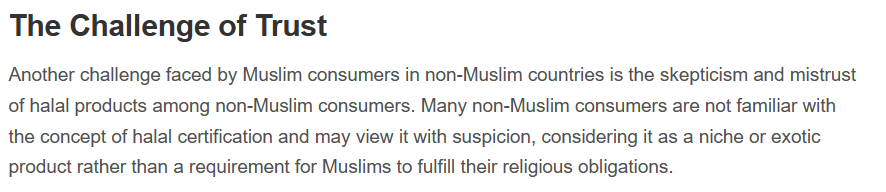 The Challenge of Trust
Another challenge faced by Muslim consumers in non-Muslim countries is the skepticism and mistrust
of halal products among non-Muslim consumers. Many non-Muslim consumers are not familiar with
the concept of halal certification and may view it with suspicion, considering it as a niche or exotic
product rather than a requirement for Muslims to fulfill their religious obligations.